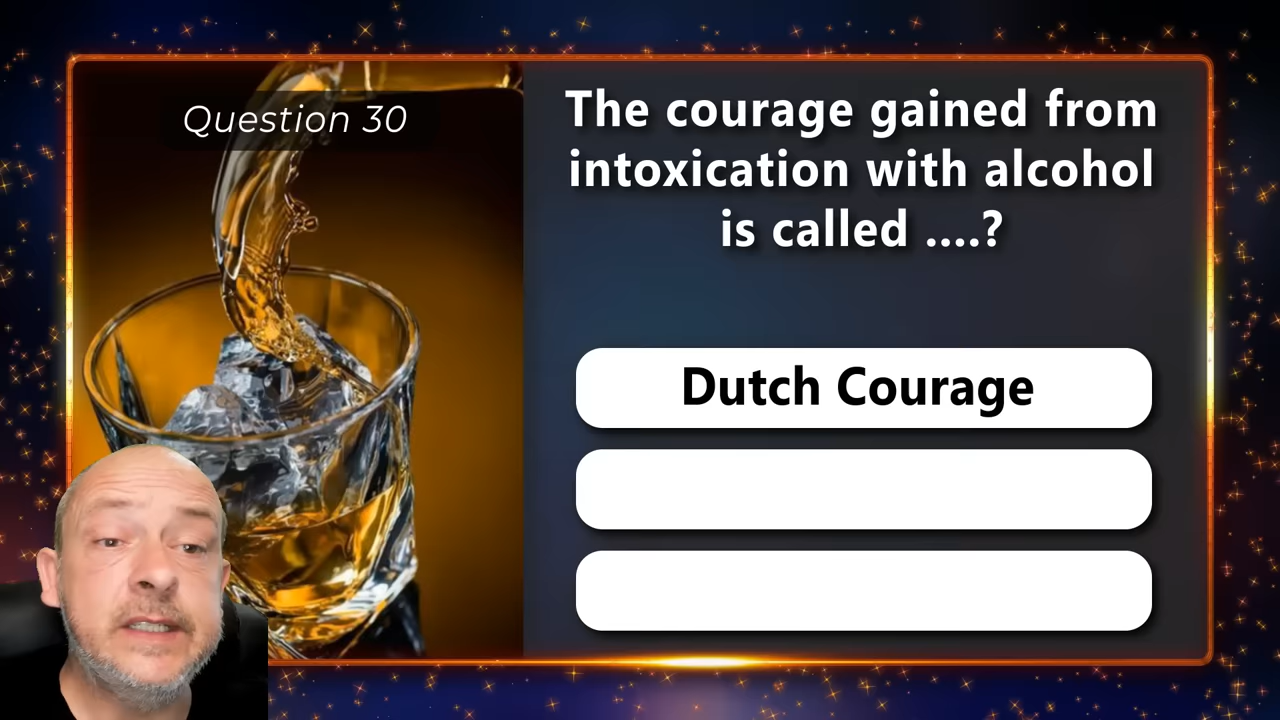 Question 30
The courage gained from
intoxication with alcohol
is called ....?
Dutch Courage